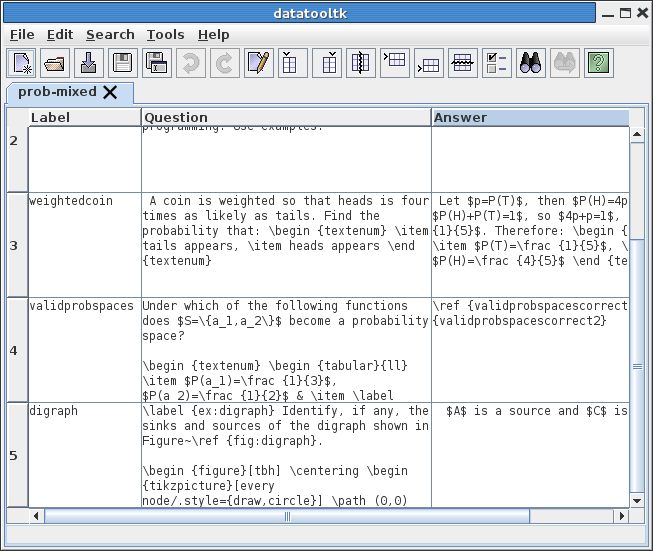 datatooltk
File Edit Search Tools Help
prob-mixed
Label Question Answer
2
programming. Use examples.
3
weightedcoin
A coin is weighted so that heads is four
times as likely as tails. Find the
probability that: \begin {textenum} \item
tails appears, \item heads appears \end
{textenum}
Let $p=P(T)$, then $P(H)=4p
$P(H)+P(T)=1$, so $4p+p=1$,
{1}{5}$. Therefore: \begin {
\item $P(T)=\frac {1}{5}$, \
$P(H)=\frac {4}{5}$ \end {te
4
validprobspaces
Under which of the following functions
does $S=\{a_1,a_2\}$ become a probability
space?
\begin {textenum} \begin {tabular}{ll}
\item $P(a_1)=\frac {1}{3}$,
$P(a_2)=\frac {1}{2}$ & \item \label
\ref {validprobspacescorrect
{validprobspacescorrect2}
5
digraph
\label {ex:digraph} Identify, if any, the
sinks and sources of the digraph shown in
Figure~\ref {fig:digraph}.
\begin {figure}[tbh] \centering \begin
{tikzpicture}[every
node/.style={draw,circle}] \path (0,0)
$A$ is a source and $C$ is